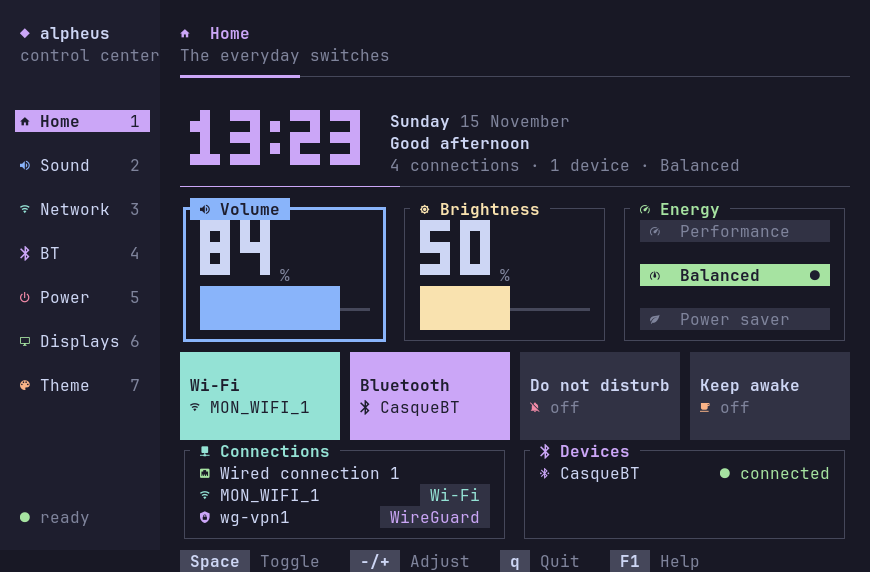 alpheus
control center
Home 1
Sound 2
Network 3
BT 4
Power 5
Displays 6
Theme 7
ready
Home
The everyday switches
13:23
Sunday 15 November
Good afternoon
4 connections · 1 device · Balanced
Volume
84 %
Brightness
50 %
Energy
Performance
Balanced
Power saver
Wi-Fi
MON_WIFI_1
Bluetooth
CasqueBT
Do not disturb
off
Keep awake
off
Connections
Wired connection 1
MON_WIFI_1 Wi-Fi
wg-vpn1 WireGuard
Devices
CasqueBT connected
Space Toggle -/+ Adjust q Quit F1 Help